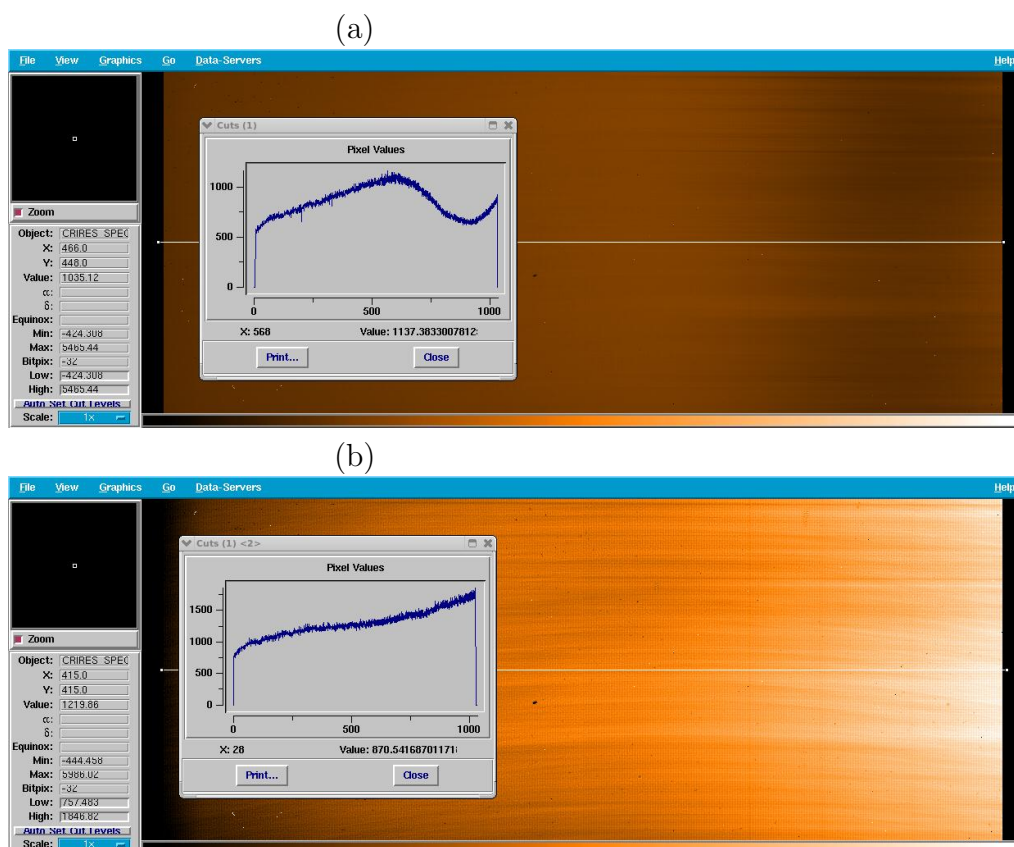 (a)
File View Graphics Go Data-Servers Help
Cuts (1)
Pixel Values
1000
500
0
0 500 1000
X: 568 Value: 1137.3833007812
Print... Close
Zoom
Object: CRIRES SPEC
X: 466.0
Y: 448.0
Value: 1035.12
α:
δ:
Equinox:
Min: -424.308
Max: 5465.44
Bitpix: -32
Low: -424.308
High: 5465.44
Auto Set Cut Levels
Scale: 1x
(b)
File View Graphics Go Data-Servers Help
Cuts (1) <2>
Pixel Values
1500
1000
500
0
0 500 1000
X: 28 Value: 870.54168701171
Print... Close
Zoom
Object: CRIRES SPEC
X: 415.0
Y: 415.0
Value: 1219.86
α:
δ:
Equinox:
Min: -444.458
Max: 5986.02
Bitpix: -32
Low: 757.483
High: 1846.82
Auto Set Cut Levels
Scale: 1x